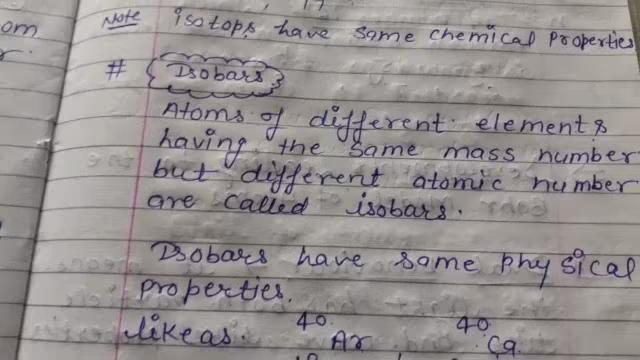 om
Note isotops have same chemical properties
# Isobars
Atoms of different elements
having the same mass number
but different atomic number
are called isobars.
Isobars have same physical
properties.
like as. 40 Ar 40 Ca